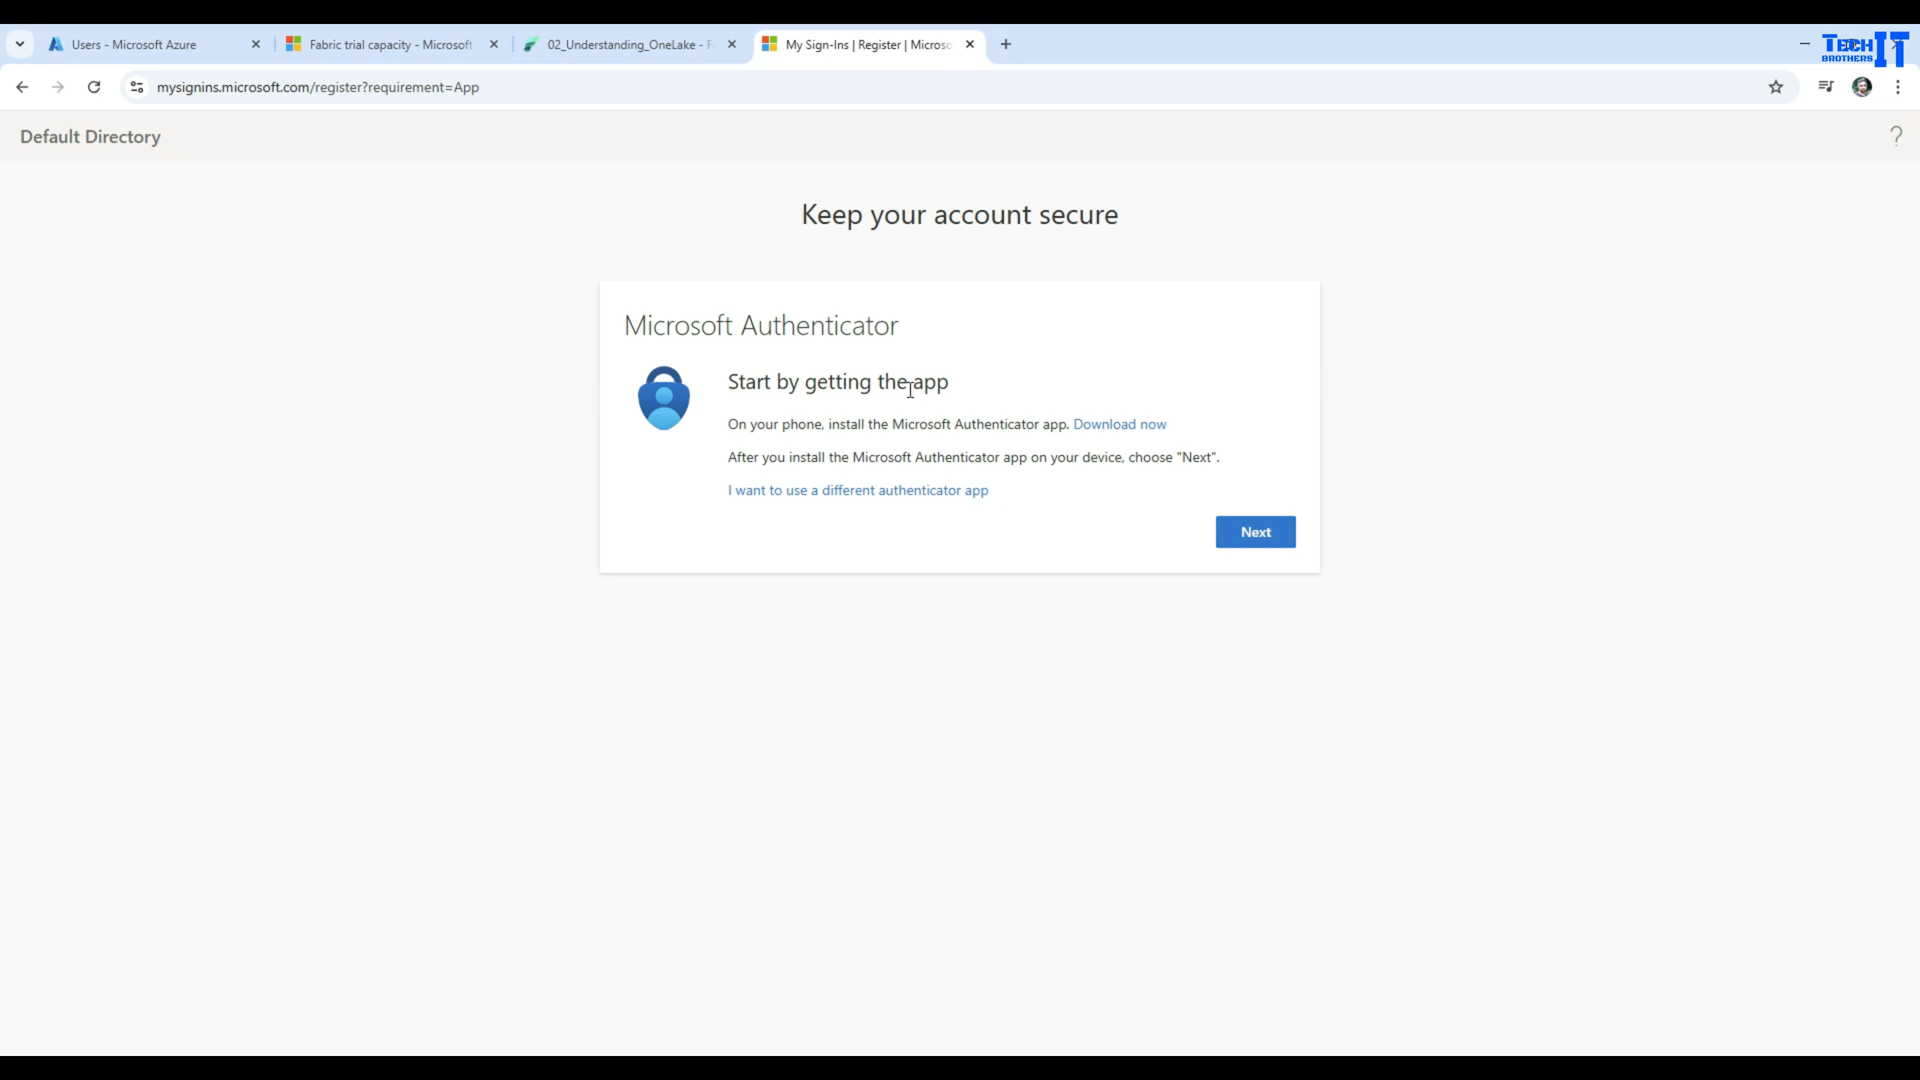 Users - Microsoft Azure
Fabric trial capacity - Microsoft
02_Understanding_OneLake - F
My Sign-Ins | Register | Microso
TECH IT
BROTHERS
mysignins.microsoft.com/register?requirement=App
Default Directory
?
Keep your account secure
Microsoft Authenticator
Start by getting the app
On your phone, install the Microsoft Authenticator app. Download now
After you install the Microsoft Authenticator app on your device, choose "Next".
I want to use a different authenticator app
Next